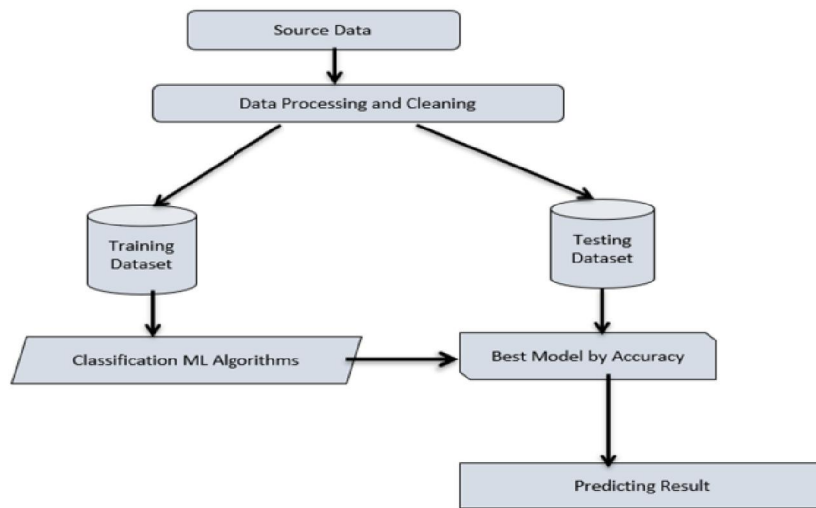 Source Data
Data Processing and Cleaning
Training
Dataset
Testing
Dataset
Classification ML Algorithms
Best Model by Accuracy
Predicting Result